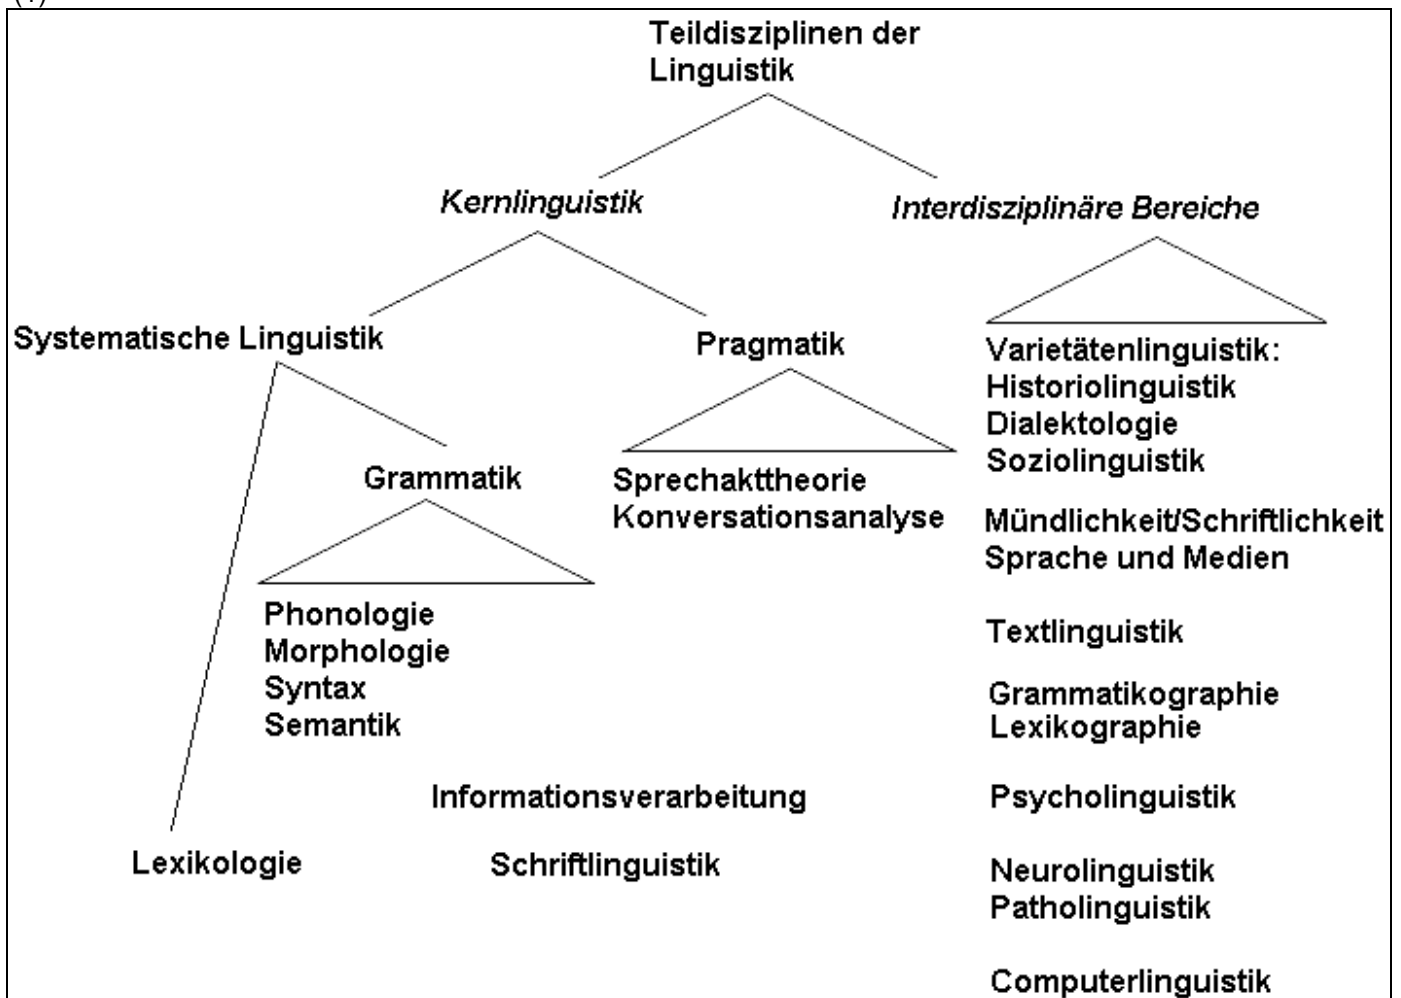 Teildisziplinen der
Linguistik
Kernlinguistik
Interdisziplinäre Bereiche
Systematische Linguistik
Pragmatik
Varietätenlinguistik:
Historiolinguistik
Dialektologie
Soziolinguistik
Grammatik
Sprechakttheorie
Konversationsanalyse
Mündlichkeit/Schriftlichkeit
Sprache und Medien
Phonologie
Morphologie
Syntax
Semantik
Textlinguistik
Grammatikographie
Lexikographie
Informationsverarbeitung
Psycholinguistik
Lexikologie
Schriftlinguistik
Neurolinguistik
Patholinguistik
Computerlinguistik